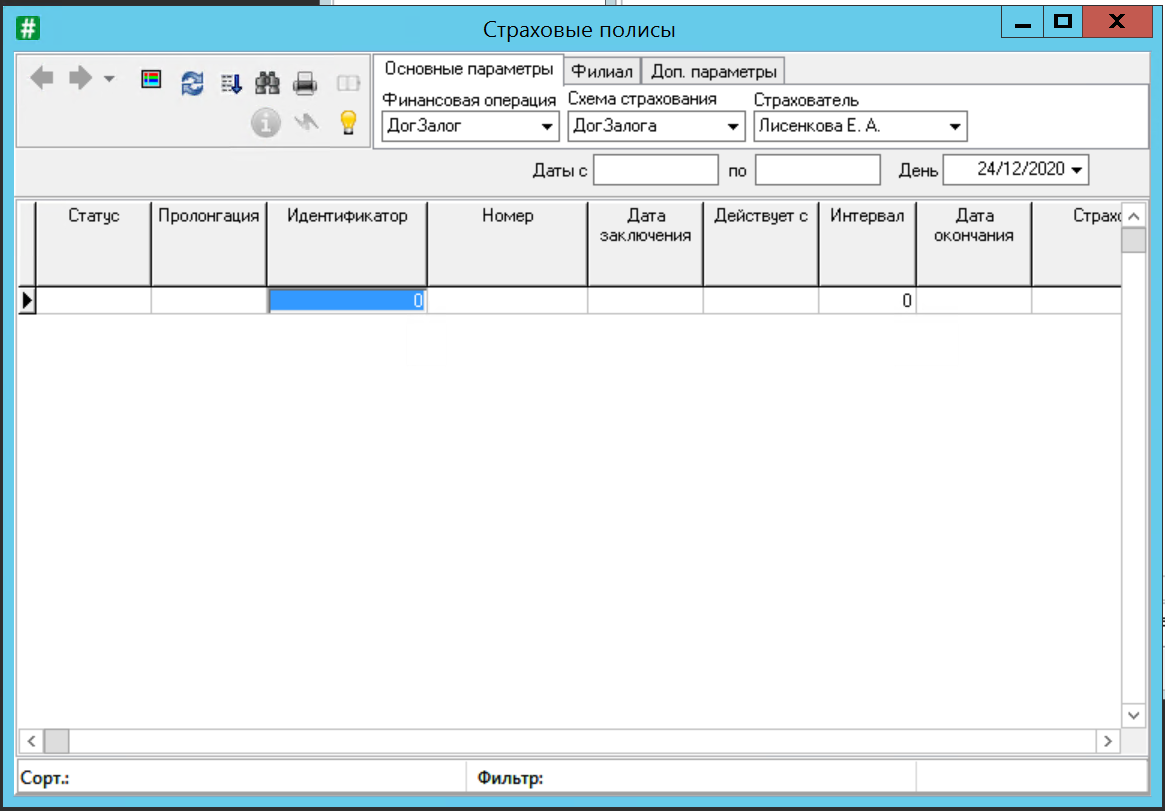 Страховые полисы
Основные параметры Филиал Доп. параметры
Финансовая операция Схема страхования Страхователь
ДогЗалог ДогЗалога Лисенкова Е. А.
Даты с по День 24/12/2020
Статус Пролонгация Идентификатор Номер Дата заключения Действует с Интервал Дата окончания
0 0
Сорт.: Фильтр: